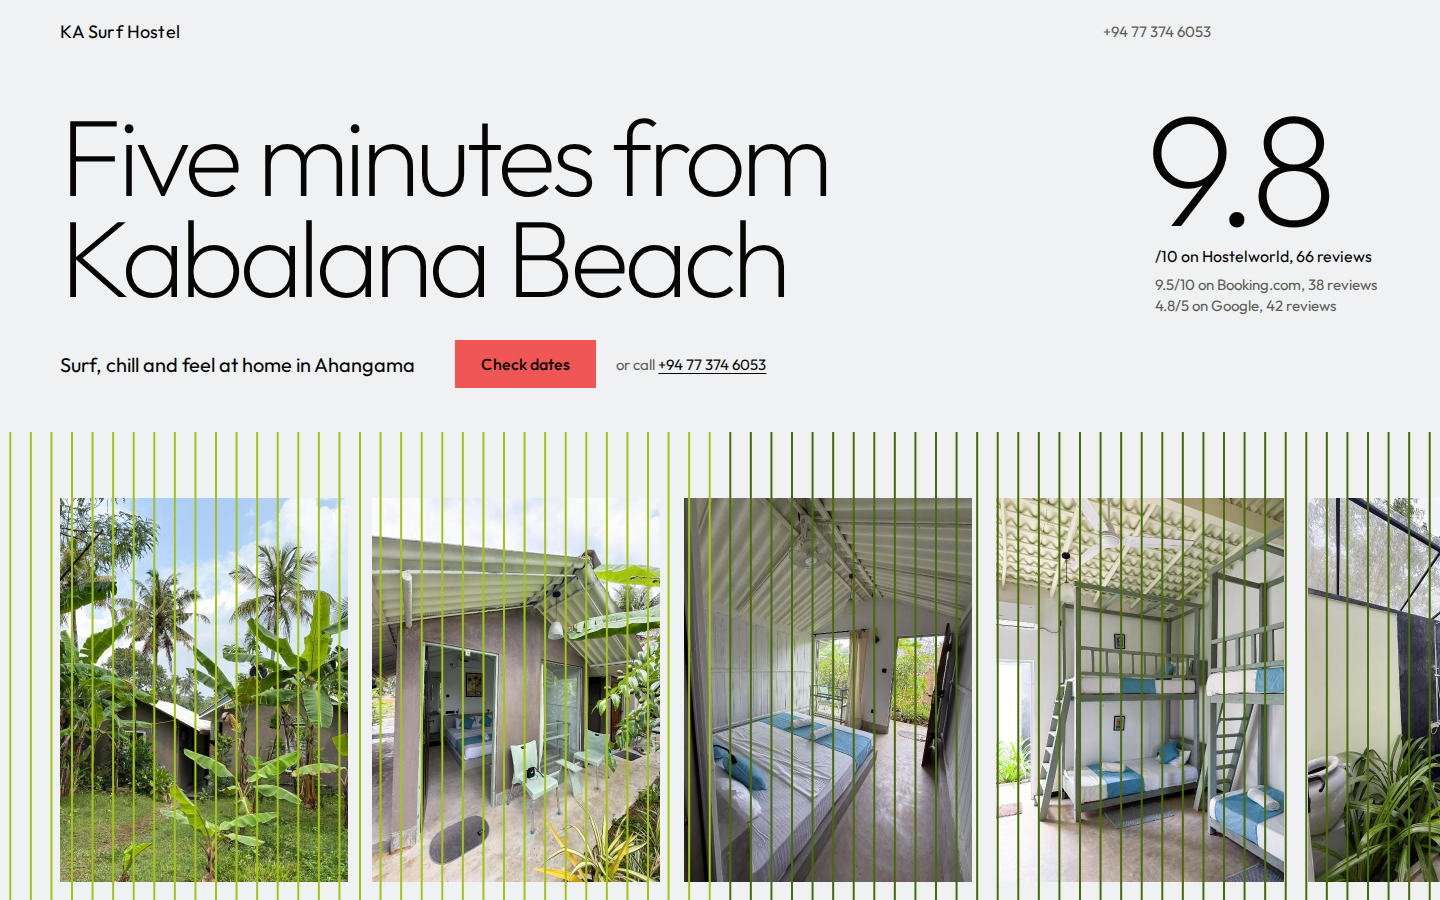 KA Surf Hostel
+94 77 374 6053
Five minutes from
Kabalana Beach
9.8
/10 on Hostelworld, 66 reviews
9.5/10 on Booking.com, 38 reviews
4.8/5 on Google, 42 reviews
Surf, chill and feel at home in Ahangama
Check dates
or call +94 77 374 6053